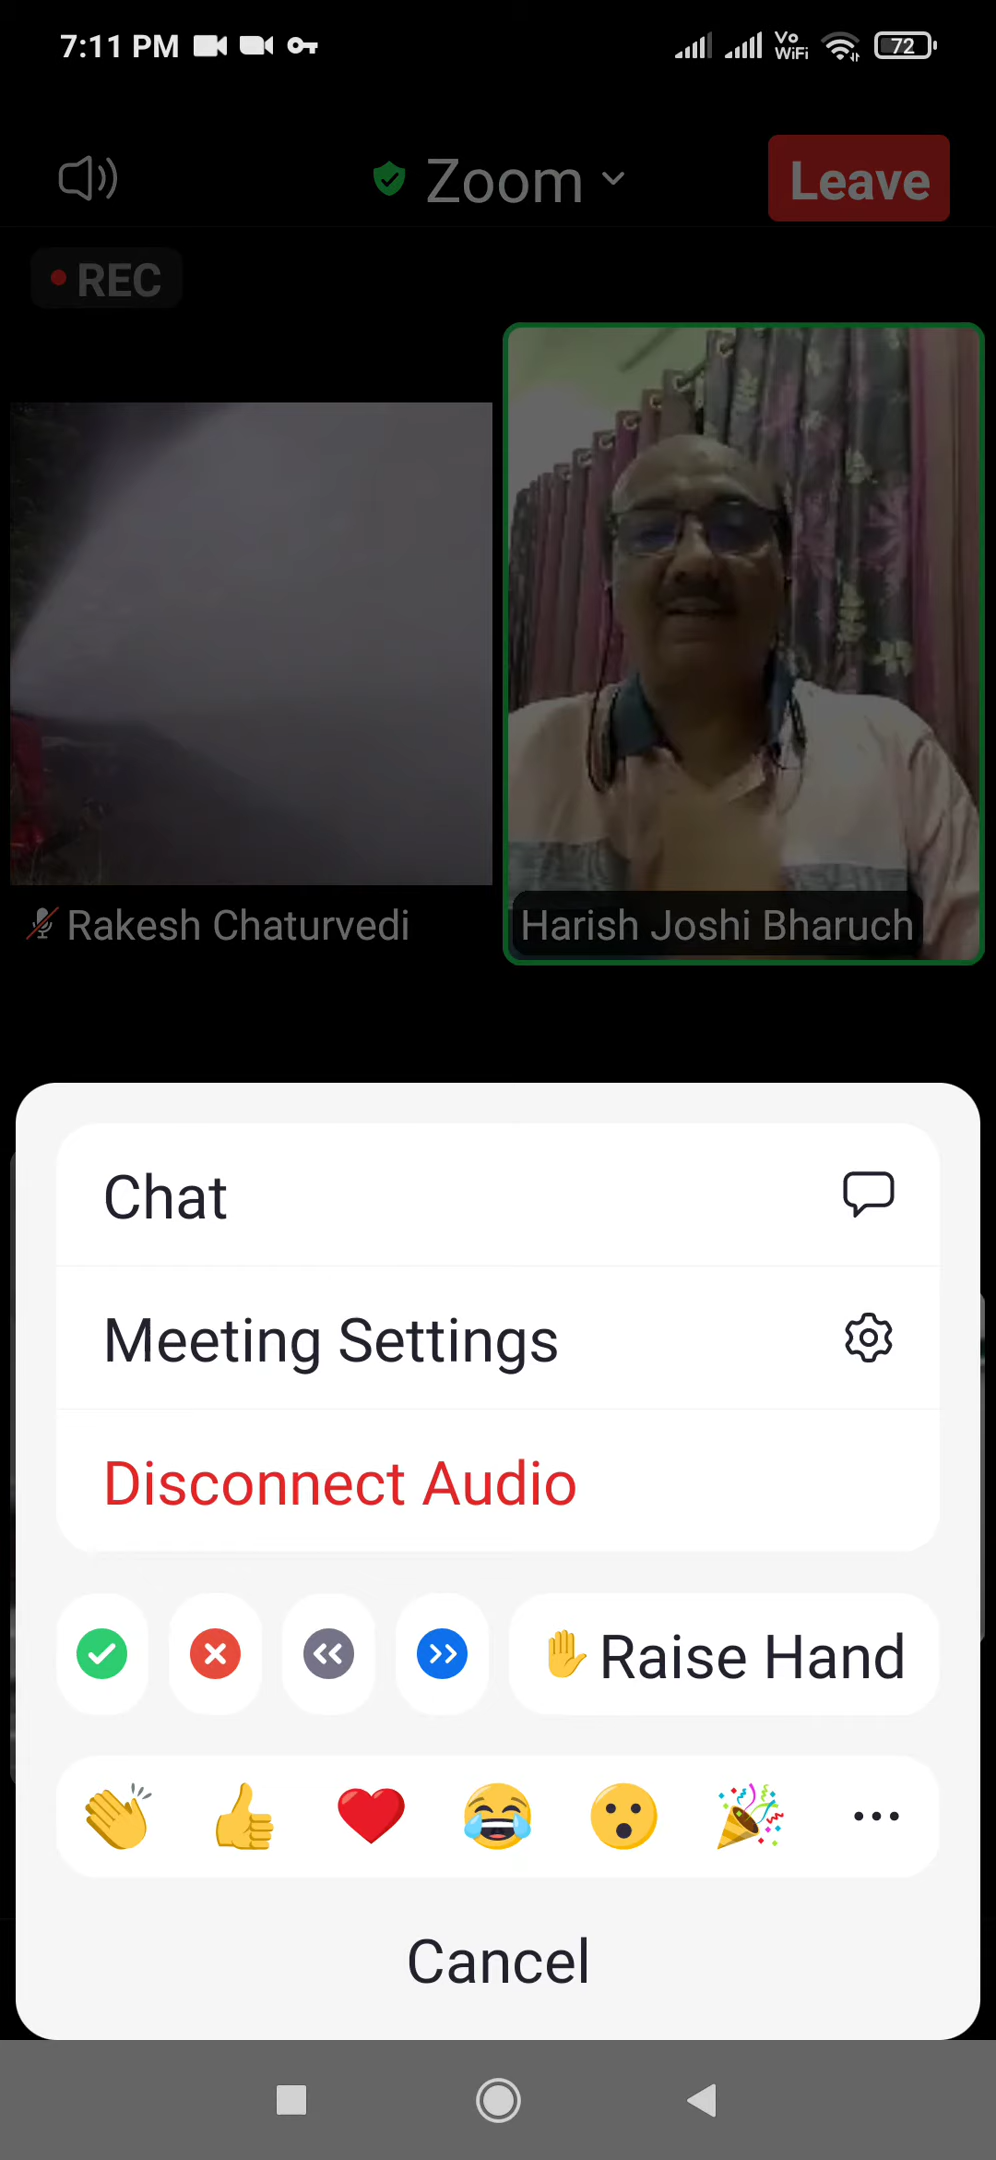 7:11 PM
Vo
WiFi
72
Zoom
Leave
REC
Rakesh Chaturvedi
Harish Joshi Bharuch
Chat
Meeting Settings
Disconnect Audio
Raise Hand
Cancel